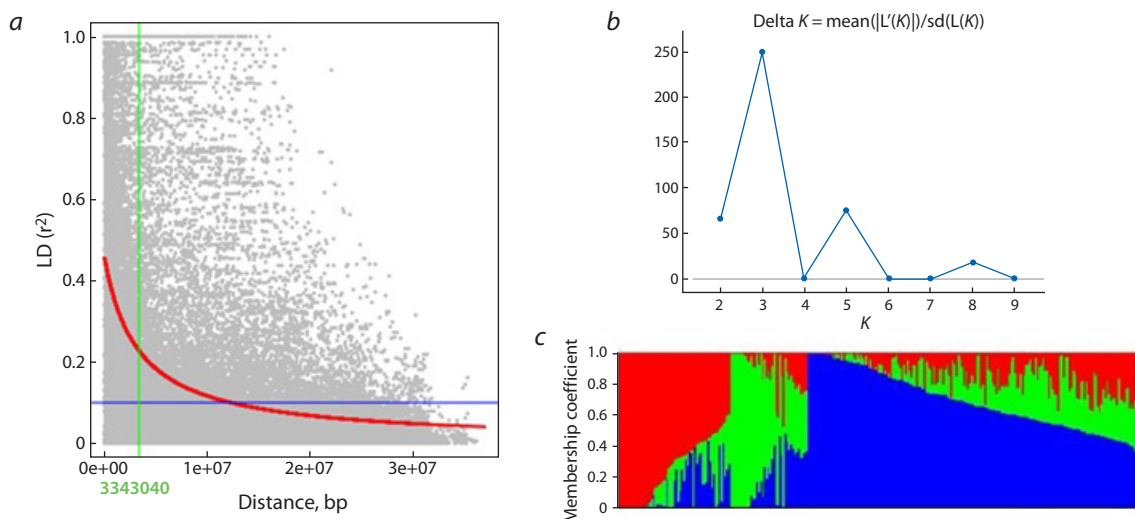 a
1.0
0.8
0.6
0.4
0.2
0
LD (r²)
0e+00 1e+07 2e+07 3e+07
3343040
Distance, bp
b
Delta K = mean(|L′(K)|)/sd(L(K))
250
200
150
100
50
0
2 3 4 5 6 7 8 9
K
c
1.0
0.8
0.6
0.4
0.2
0
Membership coefficient